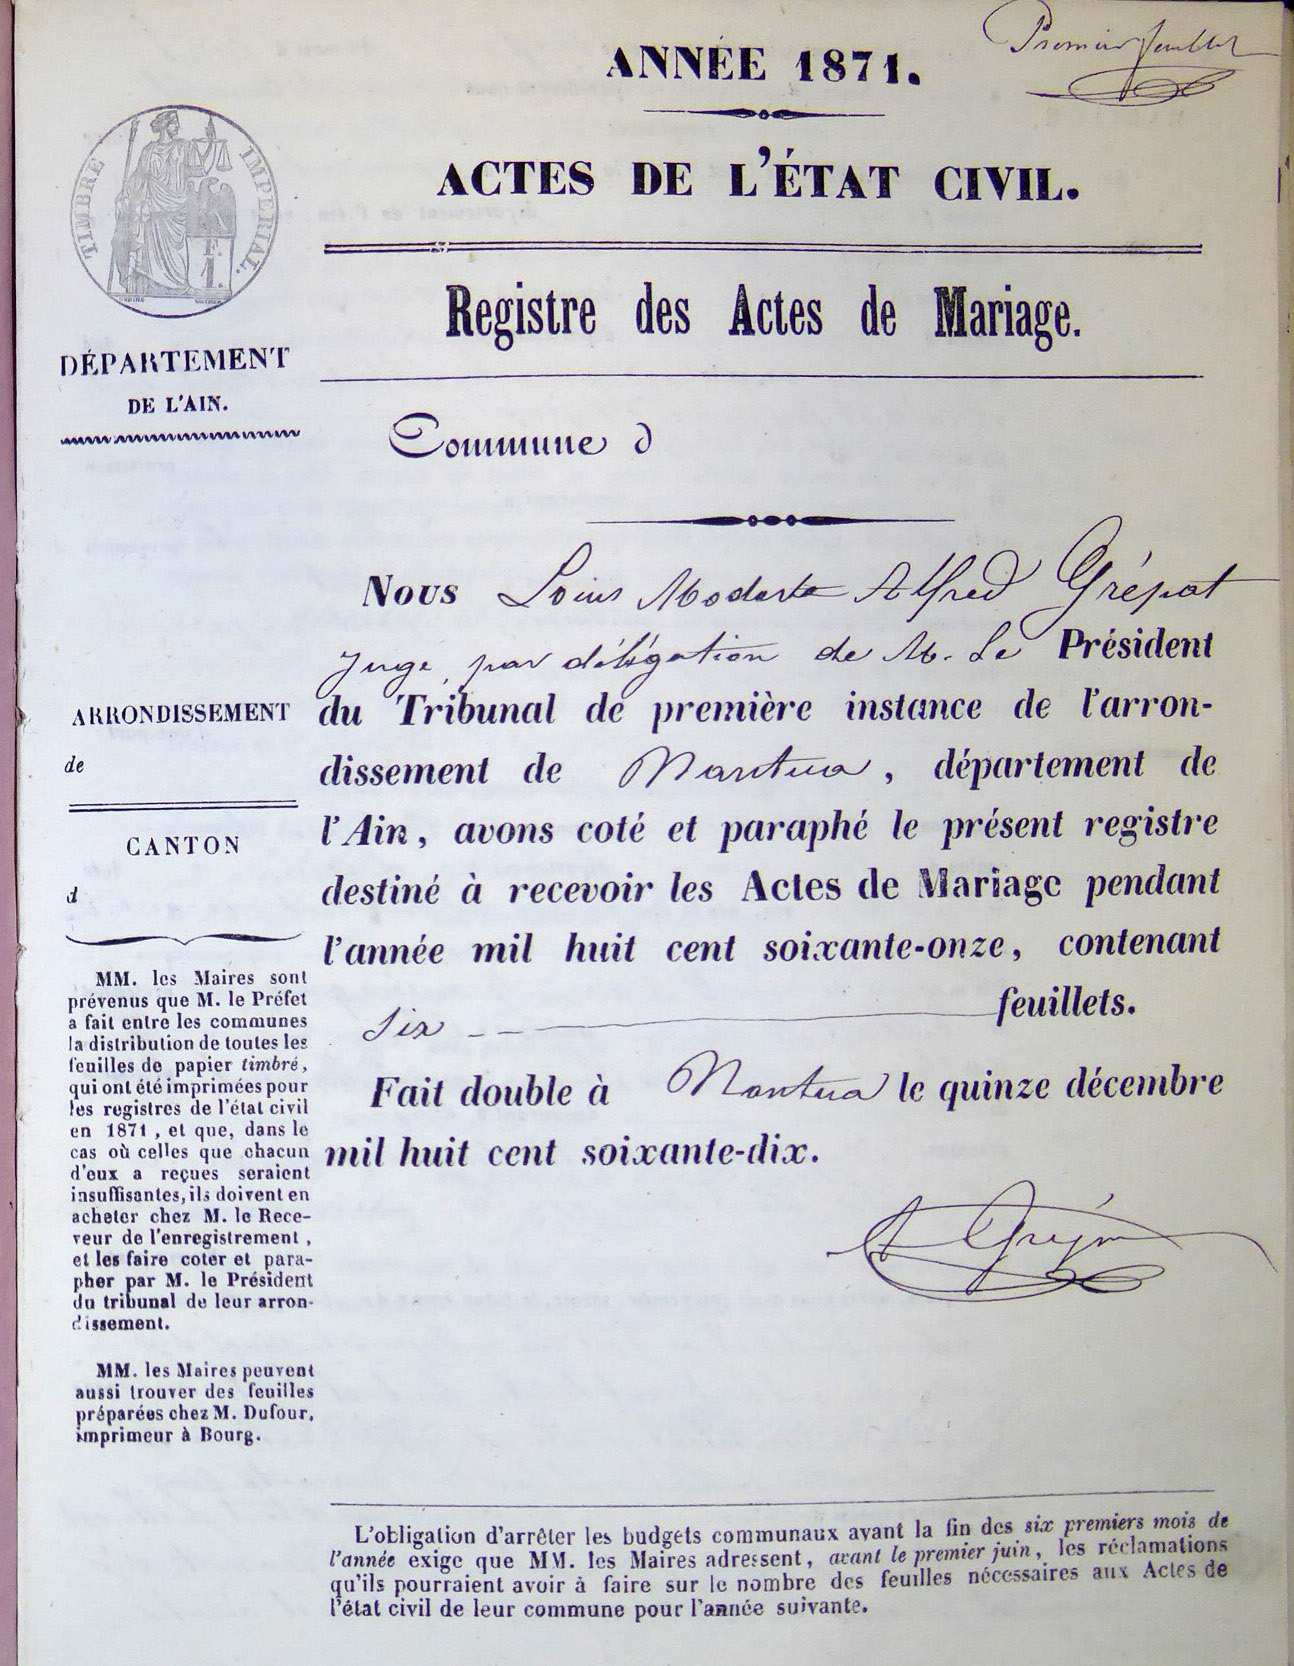 Premier feuillet
ANNÉE 1871.
ACTES DE L'ÉTAT CIVIL.
TIMBRE IMPERIAL.
F.
1.
Registre des Actes de Mariage.
DÉPARTEMENT
DE L'AIN.
Commune d
Nous Louis Modeste Alfred Grépat
Juge, par délégation de M. Le Président
du Tribunal de première instance de l'arron-
dissement de Nantua, département de
l'Ain, avons coté et paraphé le présent registre
destiné à recevoir les Actes de Mariage pendant
l'année mil huit cent soixante-onze, contenant
Six feuillets.
Fait double à Nantua le quinze décembre
mil huit cent soixante-dix.
ARRONDISSEMENT
de
CANTON
d
MM. les Maires sont
prévenus que M. le Préfet
a fait entre les communes
la distribution de toutes les
feuilles de papier timbré,
qui ont été imprimées pour
les registres de l'état civil
en 1871, et que, dans le
cas où celles que chacun
d'eux a reçues seraient
insuffisantes, ils doivent en
acheter chez M. le Rece-
veur de l'enregistrement,
et les faire coter et para-
pher par M. le Président
du tribunal de leur arron-
dissement.
MM. les Maires peuvent
aussi trouver des feuilles
préparées chez M. Dufour,
imprimeur à Bourg.
L'obligation d'arrêter les budgets communaux avant la fin des six premiers mois de
l'année exige que MM. les Maires adressent, avant le premier juin, les réclamations
qu'ils pourraient avoir à faire sur le nombre des feuilles nécessaires aux Actes de
l'état civil de leur commune pour l'année suivante.